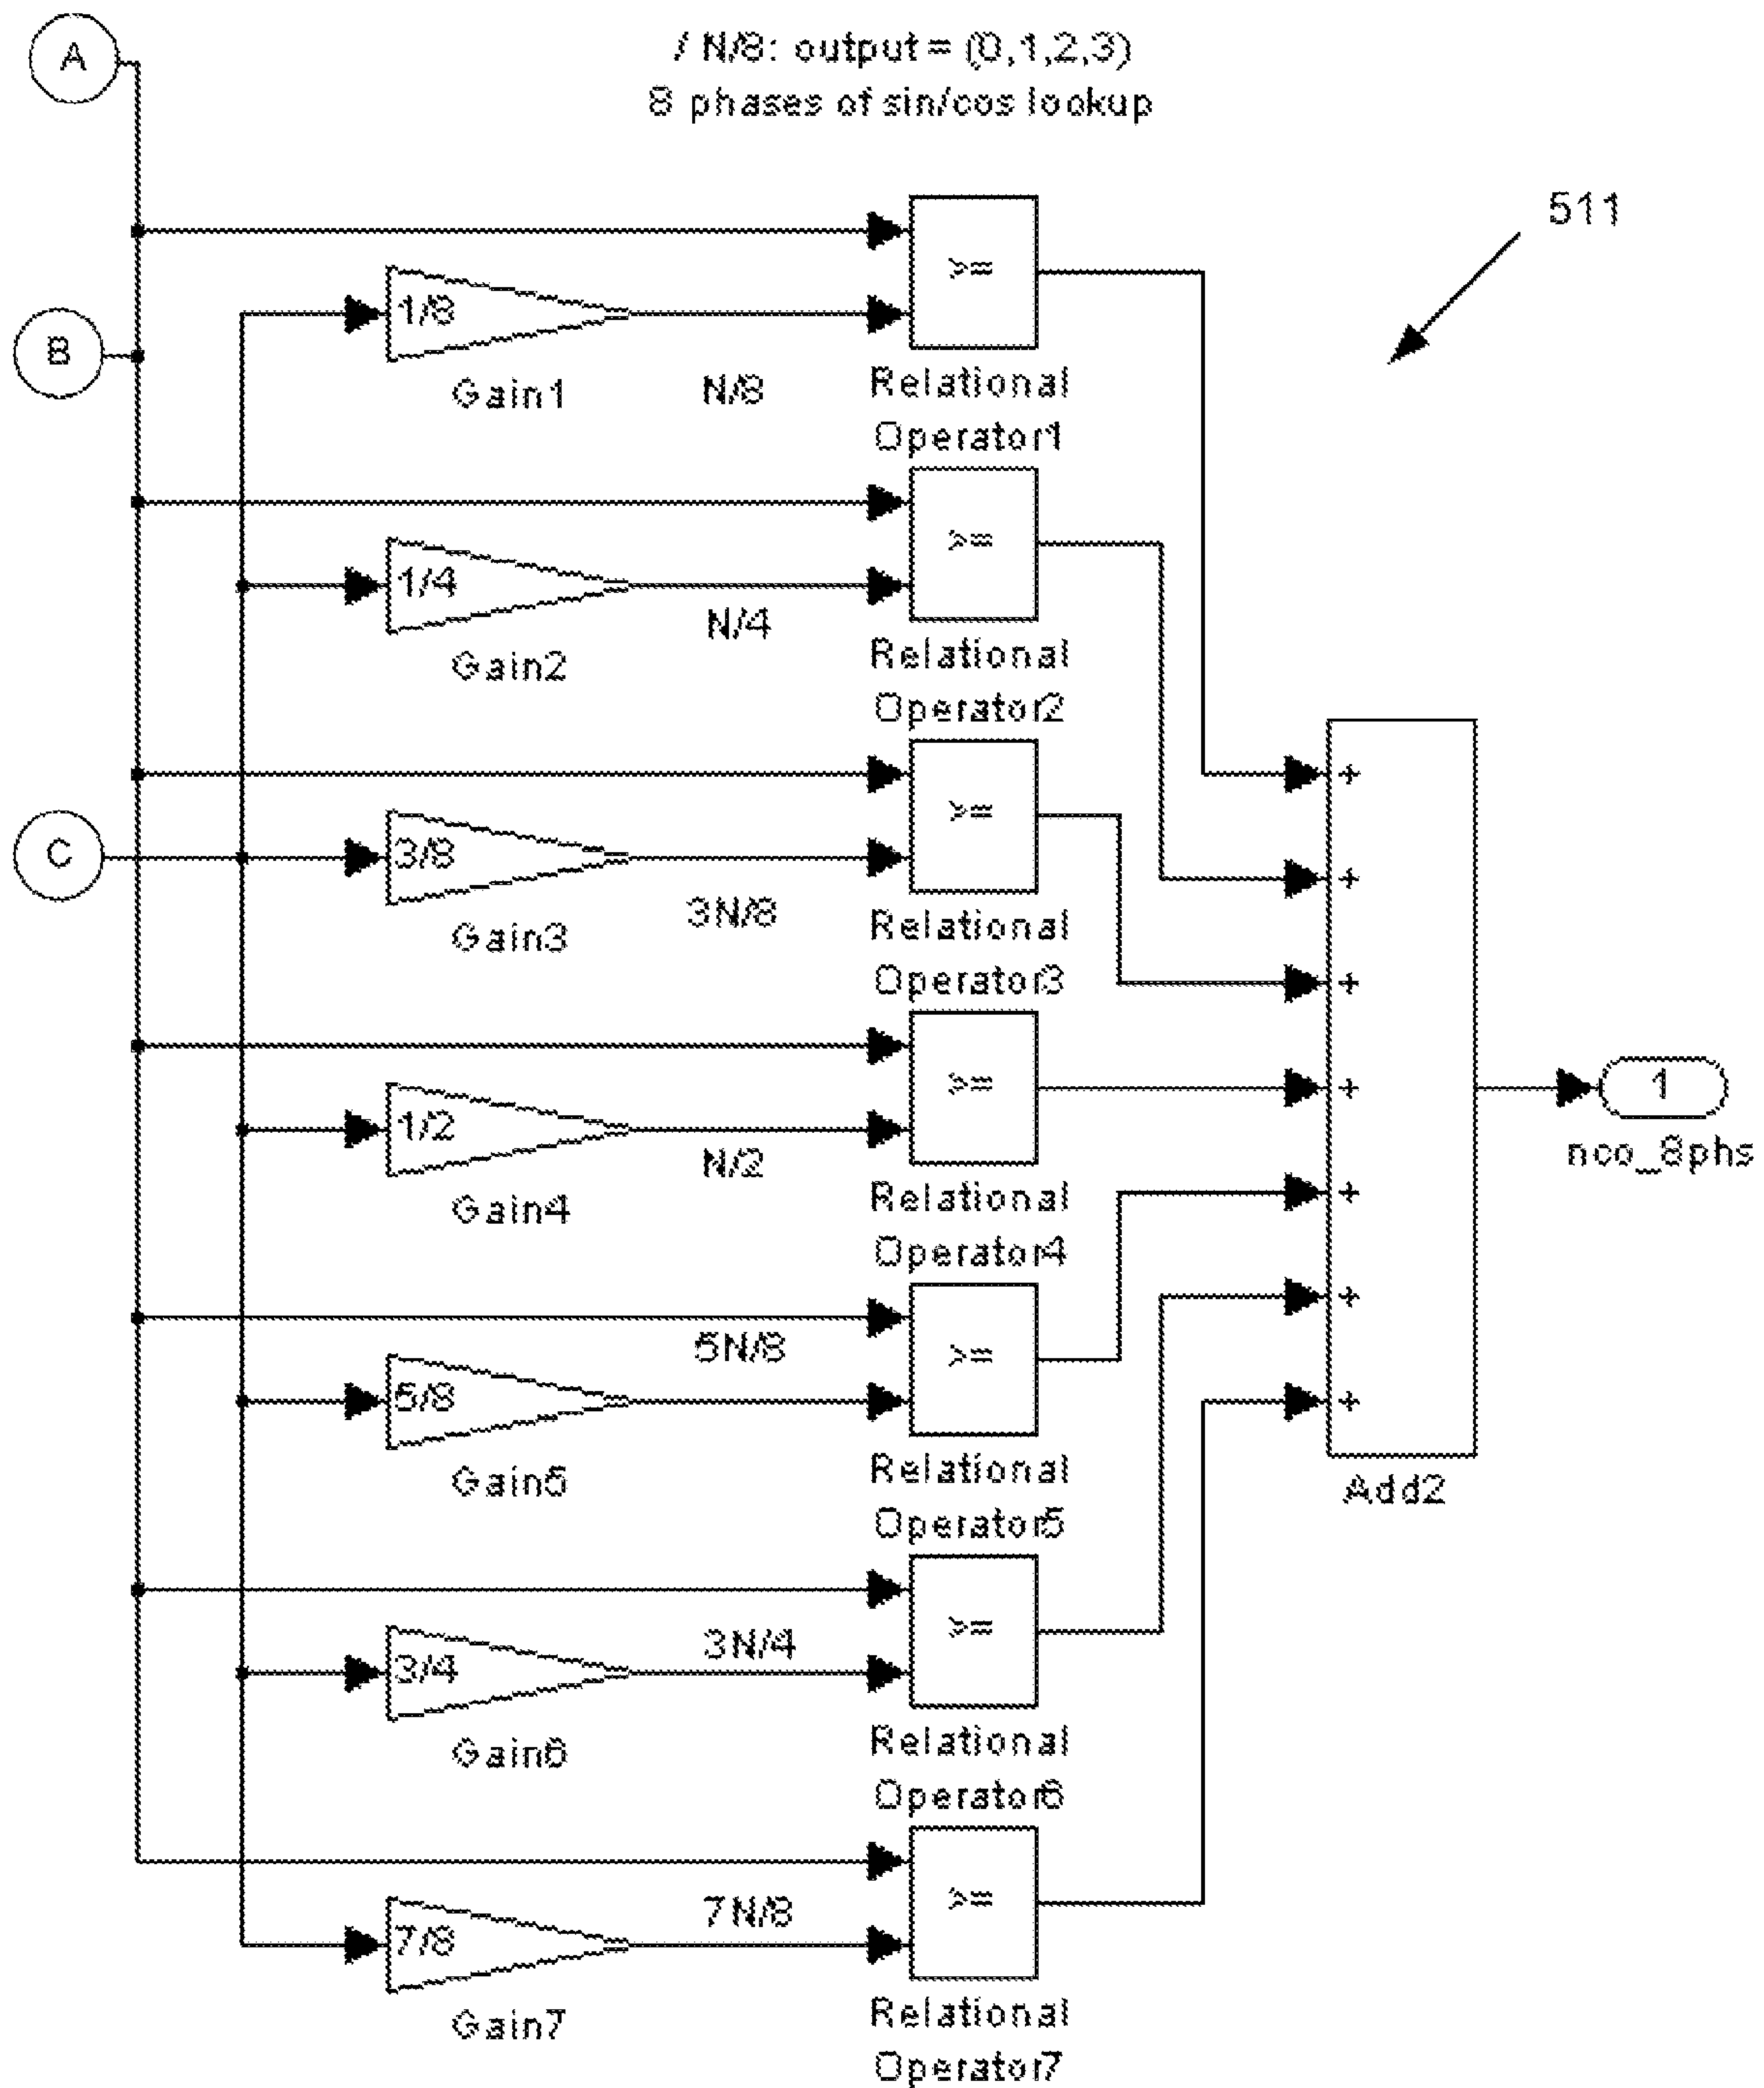 A
/ N/8: output = (0,1,2,3)
8 phases of sin/cos lookup
511
>=
1/8
B
Gain1
N/8
Relational
Operator1
>=
1/4
N/4
Gain2
Relational
Operator2
>=
+
C
3/8
+
3N/8
Gain3
Relational
Operator3
+
>=
+
1
1/2
nco_8phs
N/2
Gain4
Relational
Operator4
+
5N/8
>=
+
5/8
+
Gain5
Relational
Operator5
Add2
>=
3N/4
3/4
Gain6
Relational
Operator6
>=
7N/8
7/8
Gain7
Relational
Operator7